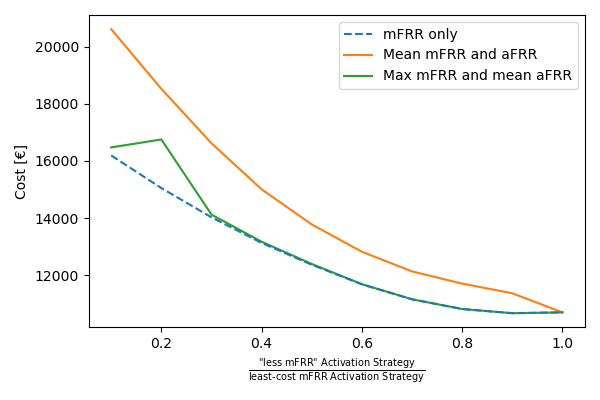 20000
18000
16000
14000
12000
Cost [€]
mFRR only
Mean mFRR and aFRR
Max mFRR and mean aFRR
0.2 0.4 0.6 0.8 1.0
"less mFRR" Activation Strategy
least-cost mFRR Activation Strategy